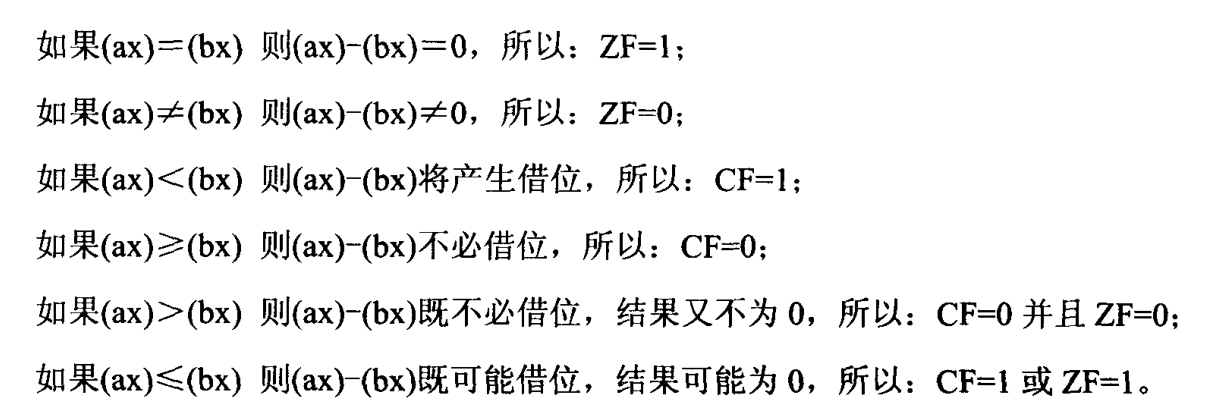 如果(ax)＝(bx) 则(ax)-(bx)＝0，所以：ZF=1；
如果(ax)≠(bx) 则(ax)-(bx)≠0，所以：ZF=0；
如果(ax)＜(bx) 则(ax)-(bx)将产生借位，所以：CF=1；
如果(ax)≥(bx) 则(ax)-(bx)不必借位，所以：CF=0；
如果(ax)＞(bx) 则(ax)-(bx)既不必借位，结果又不为 0，所以：CF=0 并且 ZF=0；
如果(ax)≤(bx) 则(ax)-(bx)既可能借位，结果可能为 0，所以：CF=1 或 ZF=1。